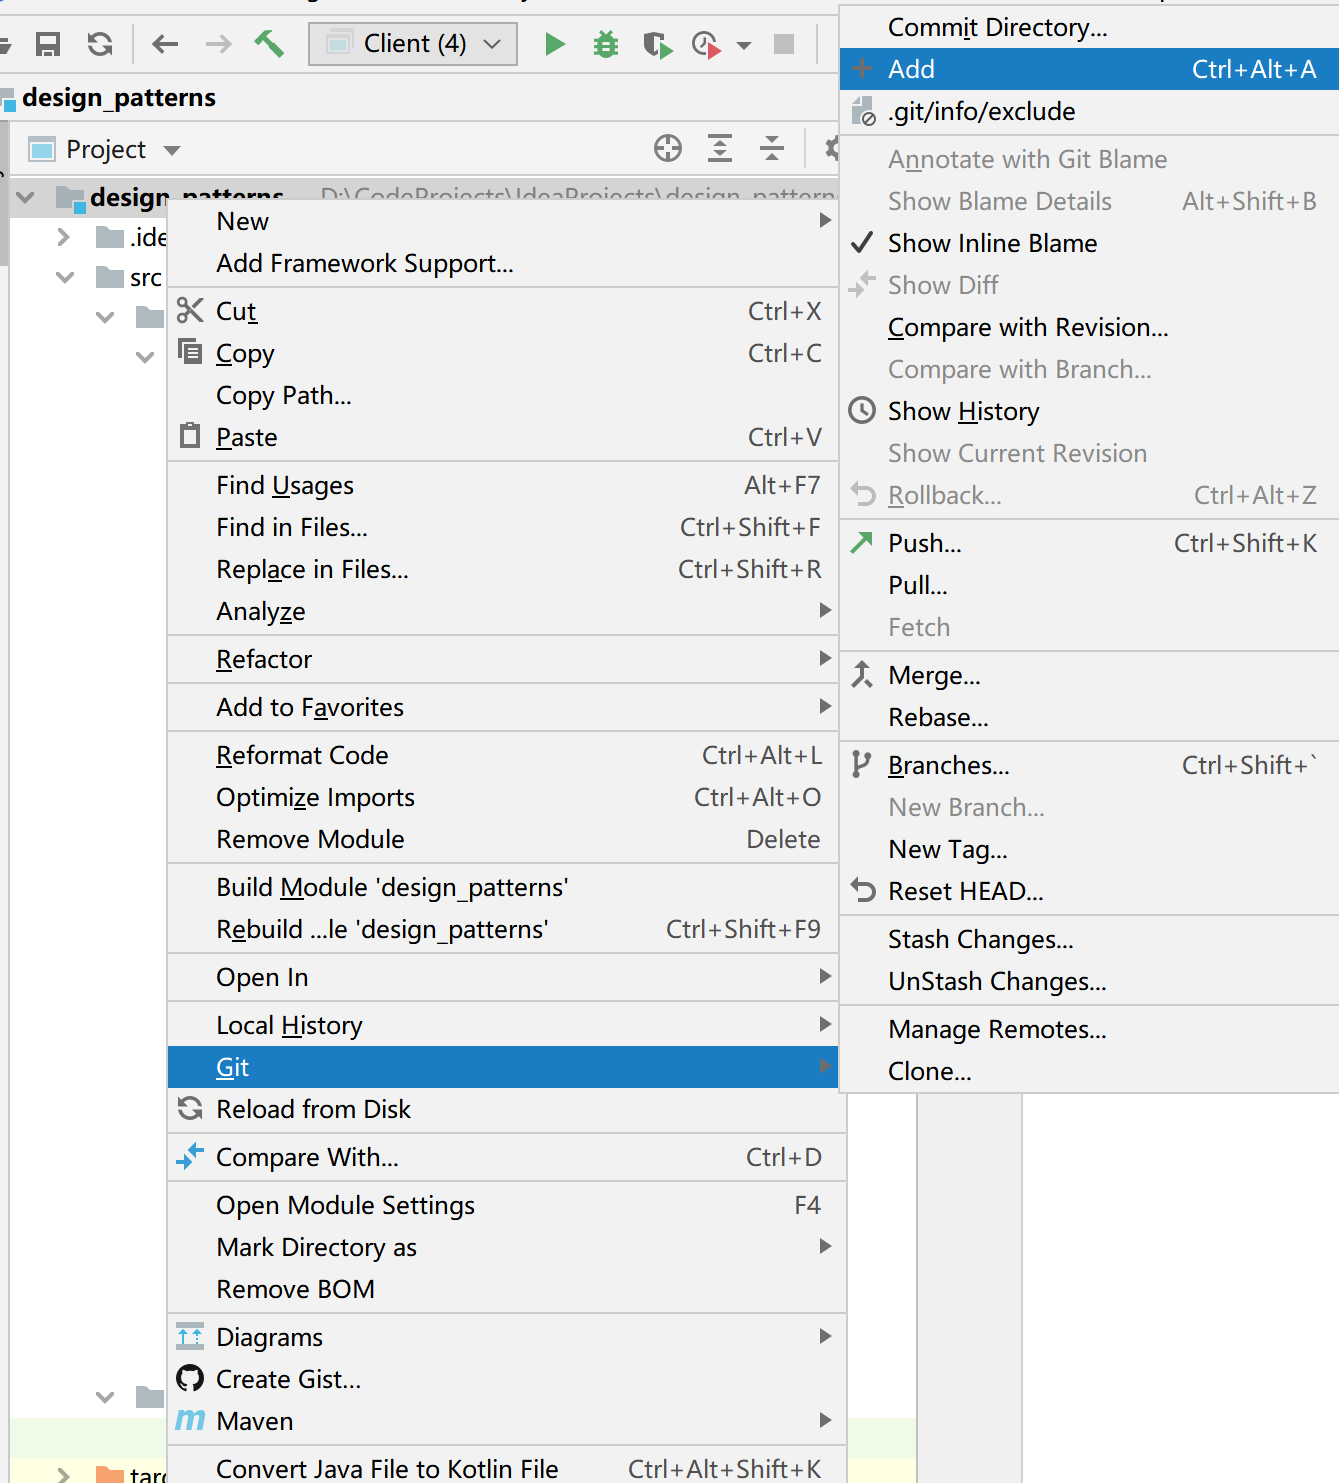 Client (4)
design_patterns
Project
design_patterns D:\CodeProjects\IdeaProjects\design_pattern
.ide
src
targ
New
Add Framework Support...
Cut Ctrl+X
Copy Ctrl+C
Copy Path...
Paste Ctrl+V
Find Usages Alt+F7
Find in Files... Ctrl+Shift+F
Replace in Files... Ctrl+Shift+R
Analyze
Refactor
Add to Favorites
Reformat Code Ctrl+Alt+L
Optimize Imports Ctrl+Alt+O
Remove Module Delete
Build Module 'design_patterns'
Rebuild ...le 'design_patterns' Ctrl+Shift+F9
Open In
Local History
Git
Reload from Disk
Compare With... Ctrl+D
Open Module Settings F4
Mark Directory as
Remove BOM
Diagrams
Create Gist...
Maven
Convert Java File to Kotlin File Ctrl+Alt+Shift+K
Commit Directory...
Add Ctrl+Alt+A
.git/info/exclude
Annotate with Git Blame
Show Blame Details Alt+Shift+B
Show Inline Blame
Show Diff
Compare with Revision...
Compare with Branch...
Show History
Show Current Revision
Rollback... Ctrl+Alt+Z
Push... Ctrl+Shift+K
Pull...
Fetch
Merge...
Rebase...
Branches... Ctrl+Shift+`
New Branch...
New Tag...
Reset HEAD...
Stash Changes...
UnStash Changes...
Manage Remotes...
Clone...